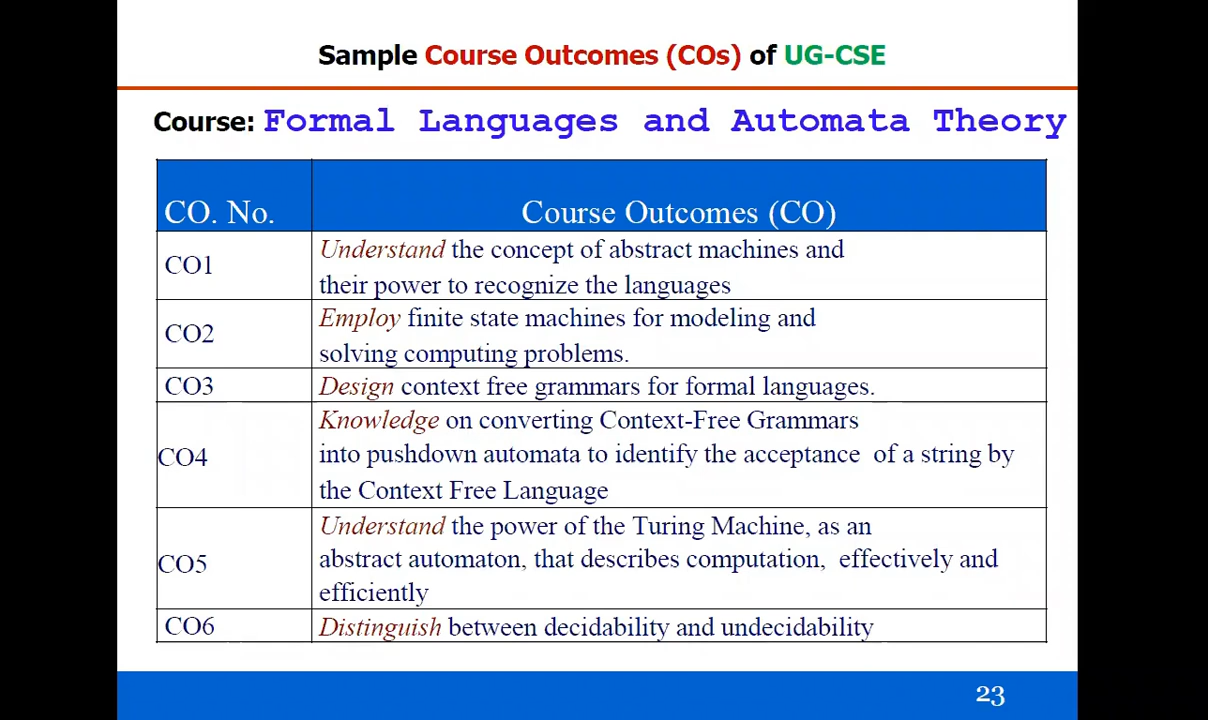 Sample Course Outcomes (COs) of UG-CSE
Course: Formal Languages and Automata Theory
CO. No. Course Outcomes (CO)
CO1 Understand the concept of abstract machines and
their power to recognize the languages
CO2 Employ finite state machines for modeling and
solving computing problems.
CO3 Design context free grammars for formal languages.
CO4 Knowledge on converting Context-Free Grammars
into pushdown automata to identify the acceptance of a string by
the Context Free Language
CO5 Understand the power of the Turing Machine, as an
abstract automaton, that describes computation, effectively and
efficiently
CO6 Distinguish between decidability and undecidability
23